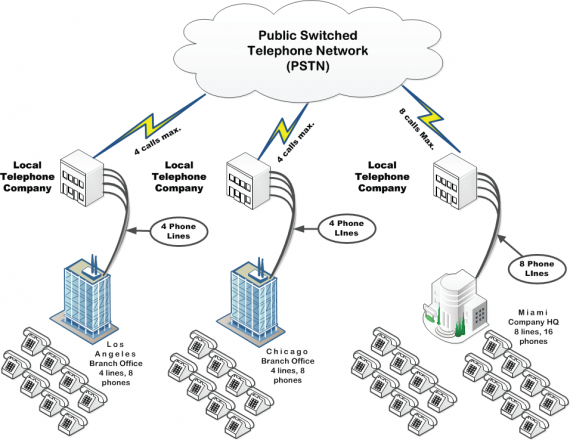 Public Switched
Telephone Network
(PSTN)
4 calls max.
4 calls max.
8 calls Max.
Local
Telephone
Company
Local
Telephone
Company
Local
Telephone
Company
4 Phone
Lines
4 Phone
LInes
8 Phone
LInes
Los
Angeles
Branch Office
4 lines, 8
phones
Chicago
Branch Office
4 lines, 8
phones
Miami
Company HQ
8 lines, 16
phones